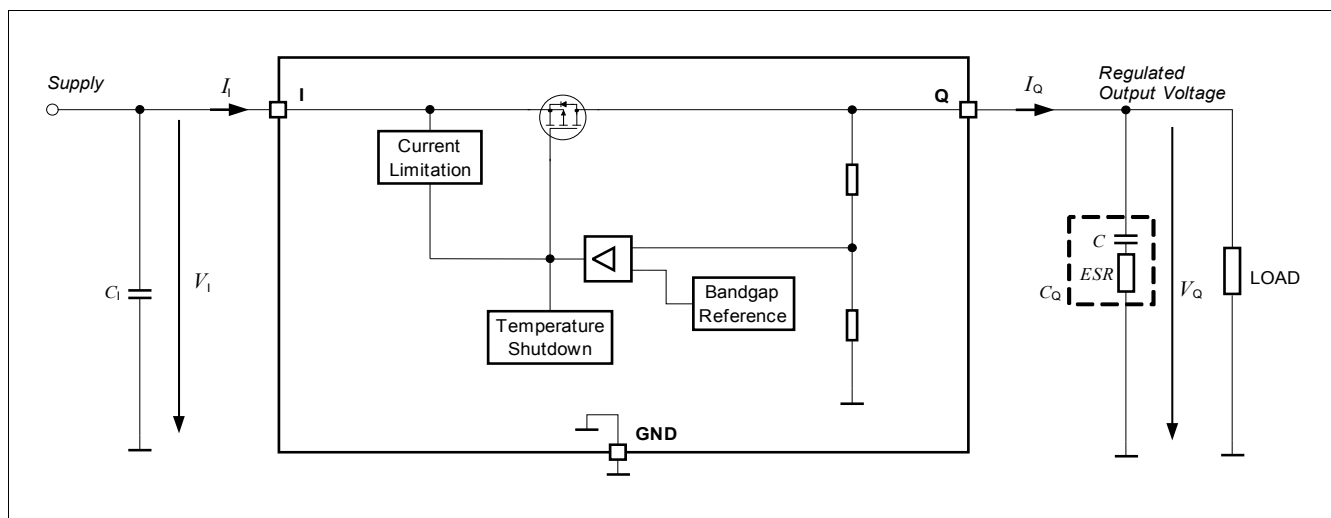 Supply
I_I
I
Q
I_Q
Regulated
Output Voltage
Current
Limitation
C_I
V_I
Bandgap
Reference
Temperature
Shutdown
GND
C
ESR
C_Q
V_Q
LOAD